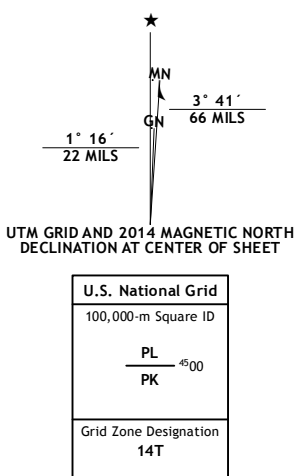 ★
MN
3° 41´
66 MILS
GN
1° 16´
22 MILS
UTM GRID AND 2014 MAGNETIC NORTH
DECLINATION AT CENTER OF SHEET
U.S. National Grid
100,000-m Square ID
PL
4500
PK
Grid Zone Designation
14T